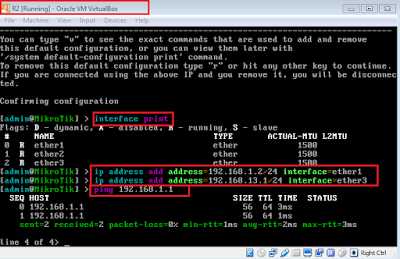 R2 [Running] - Oracle VM VirtualBox
File Machine View Input Devices Help
You can type "v" to see the exact commands that are used to add and remove
this default configuration, or you can view them later with
'/system default-configuration print' command.
To remove this default configuration type "r" or hit any other key to continue.
If you are connected using the above IP and you remove it, you will be disconnec
ted.
Confirming configuration
[admin@MikroTik] > interface print
Flags: D - dynamic, X - disabled, R - running, S - slave
# NAME TYPE ACTUAL-MTU L2MTU
0 R ether1 ether 1500
1 R ether2 ether 1500
2 R ether3 ether 1500
[admin@MikroTik] > ip address add address=192.168.1.2/24 interface=ether1
[admin@MikroTik] > ip address add address=192.168.13.1/24 interface=ether3
[admin@MikroTik] > ping 192.168.1.1
SEQ HOST SIZE TTL TIME STATUS
0 192.168.1.1 56 64 3ms
1 192.168.1.1 56 64 1ms
sent=2 received=2 packet-loss=0% min-rtt=1ms avg-rtt=2ms max-rtt=3ms
line 4 of 4> _
Right Ctrl